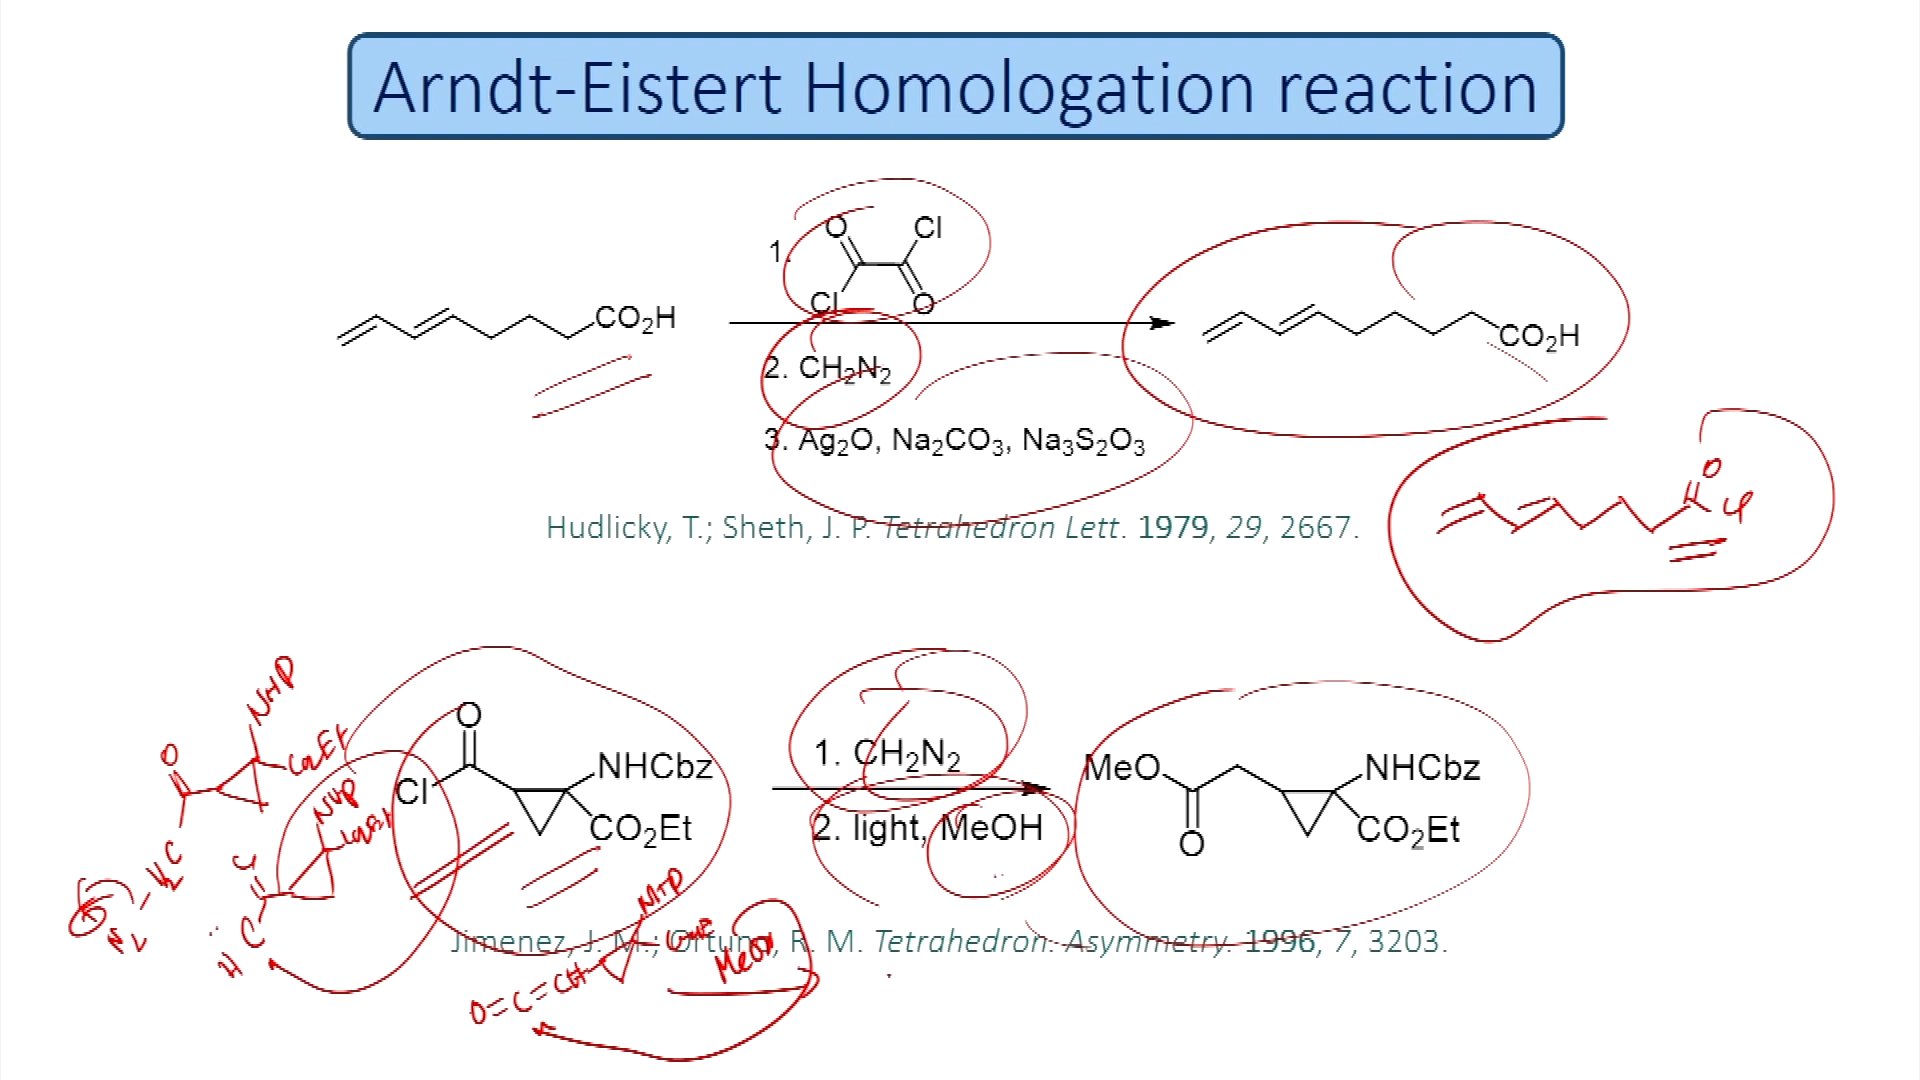 Arndt-Eistert Homologation reaction
1.
O
Cl
Cl
O
CO₂H
CO₂H
2. CH₂N₂
3. Ag₂O, Na₂CO₃, Na₃S₂O₃
O
Hudlicky, T.; Sheth, J. P. Tetrahedron Lett. 1979, 29, 2667.
NHP
O
O
Cl
NHCbz
CO₂Et
1. CH₂N₂
2. light, MeOH
MeO
O
NHCbz
CO₂Et
N₂
C
H
Jimenez, J. M.; Ortuno, R. M. Tetrahedron: Asymmetry. 1996, 7, 3203.
MeOH
O=C=CH